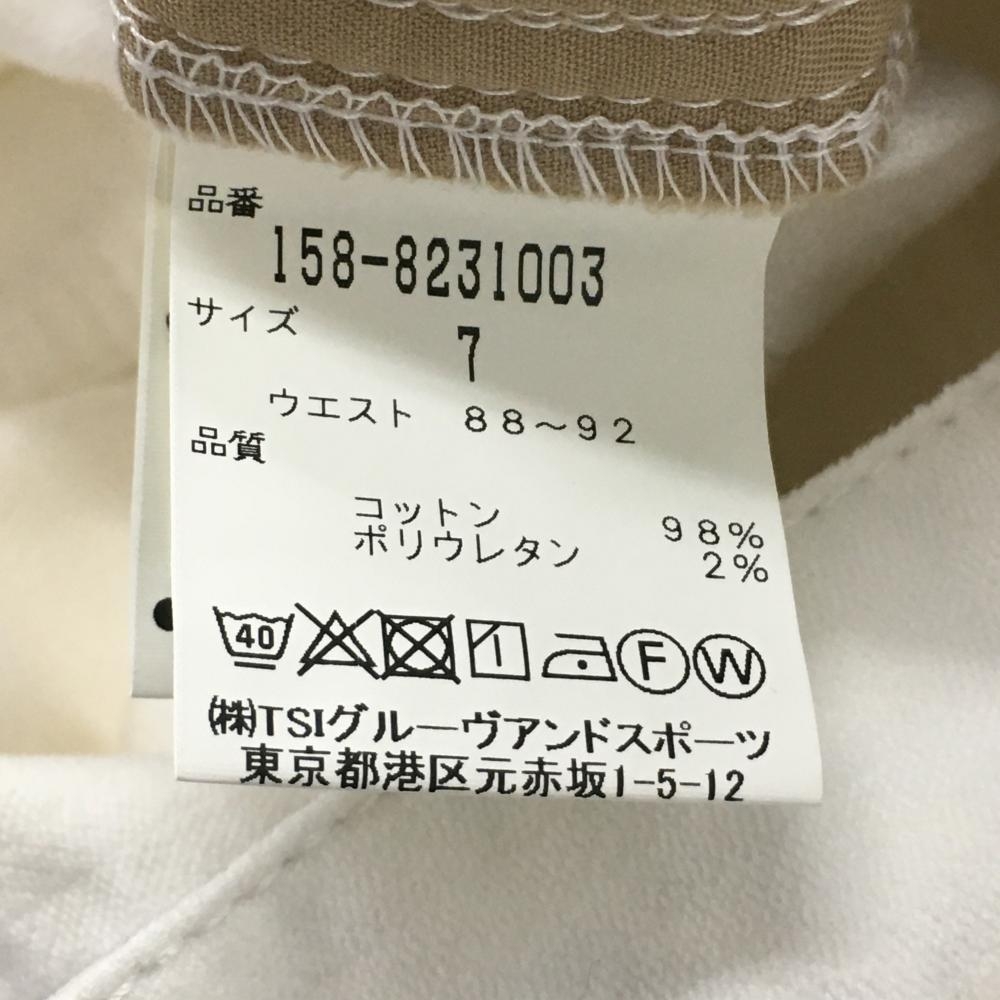 品番
158-8231003
サイズ
7
ウエスト 88～92
品質
コットン 98%
ポリウレタン 2%
40 F W
㈱TSIグルーヴアンドスポーツ
東京都港区元赤坂1-5-12